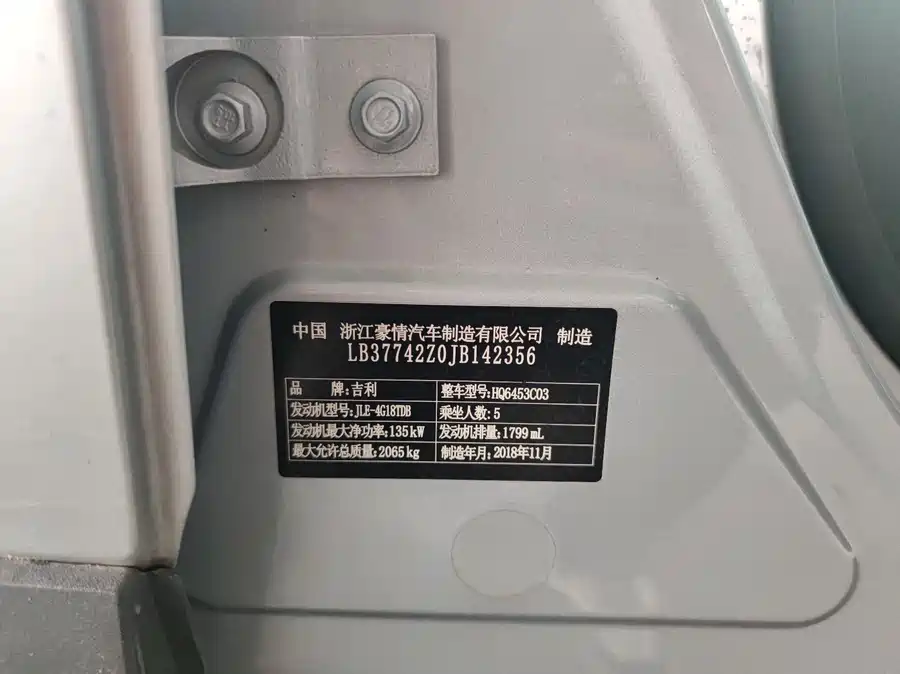 中国 浙江豪情汽车制造有限公司 制造
LB37742Z0JB142356
品 牌:吉利 整车型号:HQ6453C03
发动机型号:JLE-4G18TDB 乘坐人数:5
发动机最大净功率:135kW 发动机排量:1799mL
最大允许总质量:2065kg 制造年月:2018年11月